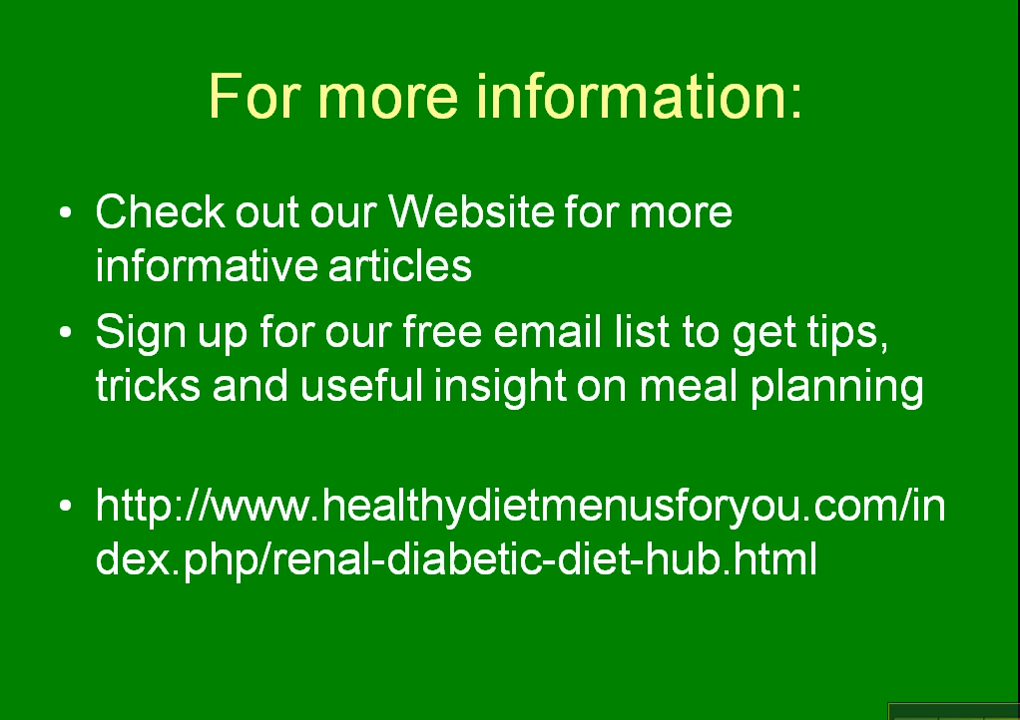 For more information:
• Check out our Website for more
informative articles
• Sign up for our free email list to get tips,
tricks and useful insight on meal planning
• http://www.healthydietmenusforyou.com/in
dex.php/renal-diabetic-diet-hub.html